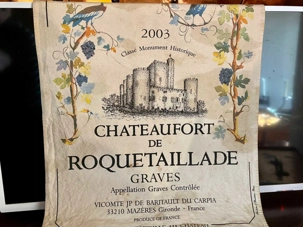 2003
Classé Monument Historique
CHATEAUFORT
DE
ROQUETAILLADE
GRAVES
Appellation Graves Contrôlée
VICOMTE JP DE BARITAULT DU CARPIA
33210 MAZÈRES Gironde - France
PRODUCE OF FRANCE